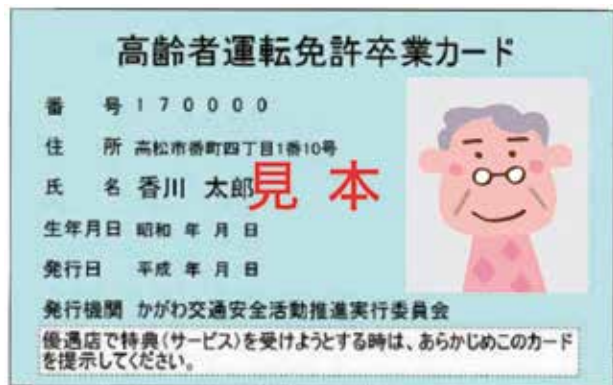 高齢者運転免許卒業カード
番号 170000
住所 高松市番町四丁目1番10号
氏名 香川 太郎
見本
生年月日 昭和 年 月 日
発行日 平成 年 月 日
発行機関 かがわ交通安全活動推進実行委員会
優遇店で特典(サービス)を受けようとする時は、あらかじめこのカード
を提示してください。